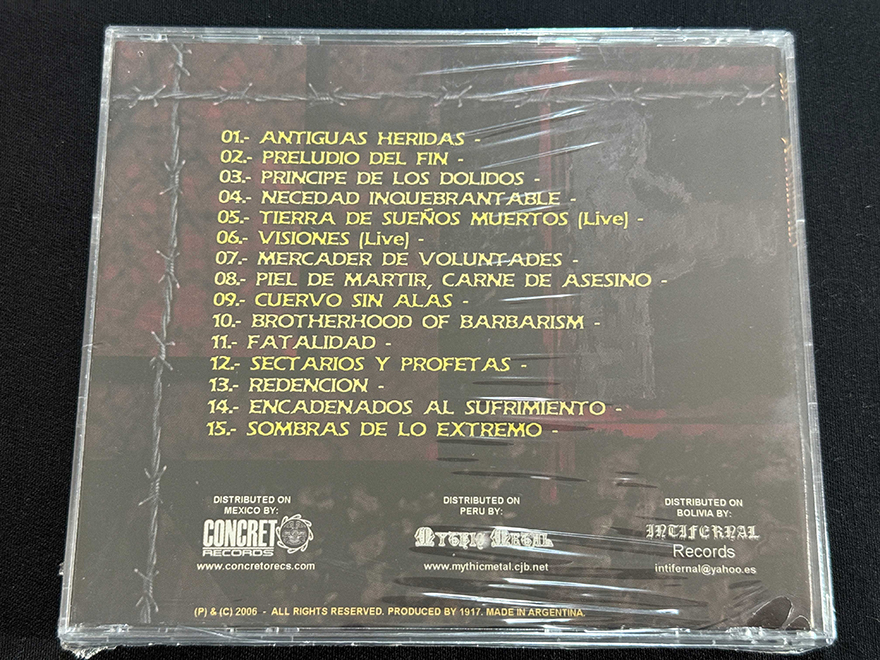 01.- ANTIGUAS HERIDAS -
02.- PRELUDIO DEL FIN -
03.- PRINCIPE DE LOS DOLIDOS -
04.- NECEDAD INQUEBRANTABLE -
05.- TIERRA DE SUEÑOS MUERTOS (Live) -
06.- VISIONES (Live) -
07.- MERCADER DE VOLUNTADES -
08.- PIEL DE MARTIR, CARNE DE ASESINO -
09.- CUERVO SIN ALAS -
10.- BROTHERHOOD OF BARBARISM -
11.- FATALIDAD -
12.- SECTARIOS Y PROFETAS -
13.- REDENCION -
14.- ENCADENADOS AL SUFRIMIENTO -
15.- SOMBRAS DE LO EXTREMO -
DISTRIBUTED ON
MEXICO BY:
CONCRETO
RECORDS
www.concretorecs.com
DISTRIBUTED ON
PERU BY:
Mythic Metal
www.mythicmetal.cjb.net
DISTRIBUTED ON
BOLIVIA BY:
INTIFERNAL
Records
intifernal@yahoo.es
(P) & (C) 2006 - ALL RIGHTS RESERVED. PRODUCED BY 1917. MADE IN ARGENTINA.